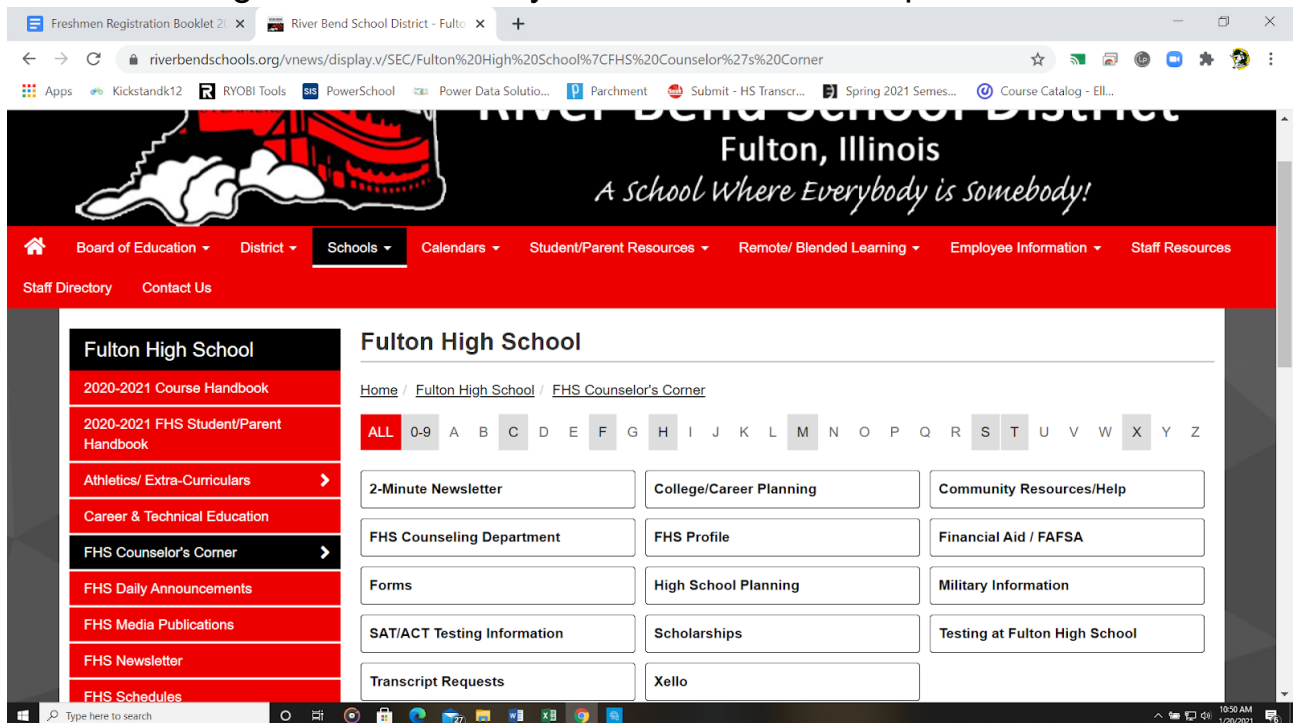 Freshmen Registration Booklet 2
River Bend School District - Fulto
riverbendschools.org/vnews/display.v/SEC/Fulton%20High%20School%7CFHS%20Counselor%27s%20Corner
Apps Kickstandk12 RYOBI Tools SIS PowerSchool Power Data Solutio... Parchment Submit - HS Transcr... Spring 2021 Semes... Course Catalog - Ell...
River Bend School District
Fulton, Illinois
A School Where Everybody is Somebody!
Board of Education District Schools Calendars Student/Parent Resources Remote/ Blended Learning Employee Information Staff Resources
Staff Directory Contact Us
Fulton High School
2020-2021 Course Handbook
2020-2021 FHS Student/Parent
Handbook
Athletics/ Extra-Curriculars
Career & Technical Education
FHS Counselor's Corner
FHS Daily Announcements
FHS Media Publications
FHS Newsletter
FHS Schedules
Fulton High School
Home / Fulton High School / FHS Counselor's Corner
ALL 0-9 A B C D E F G H I J K L M N O P Q R S T U V W X Y Z
2-Minute Newsletter College/Career Planning Community Resources/Help
FHS Counseling Department FHS Profile Financial Aid / FAFSA
Forms High School Planning Military Information
SAT/ACT Testing Information Scholarships Testing at Fulton High School
Transcript Requests Xello
Type here to search
10:50 AM
1/20/2021